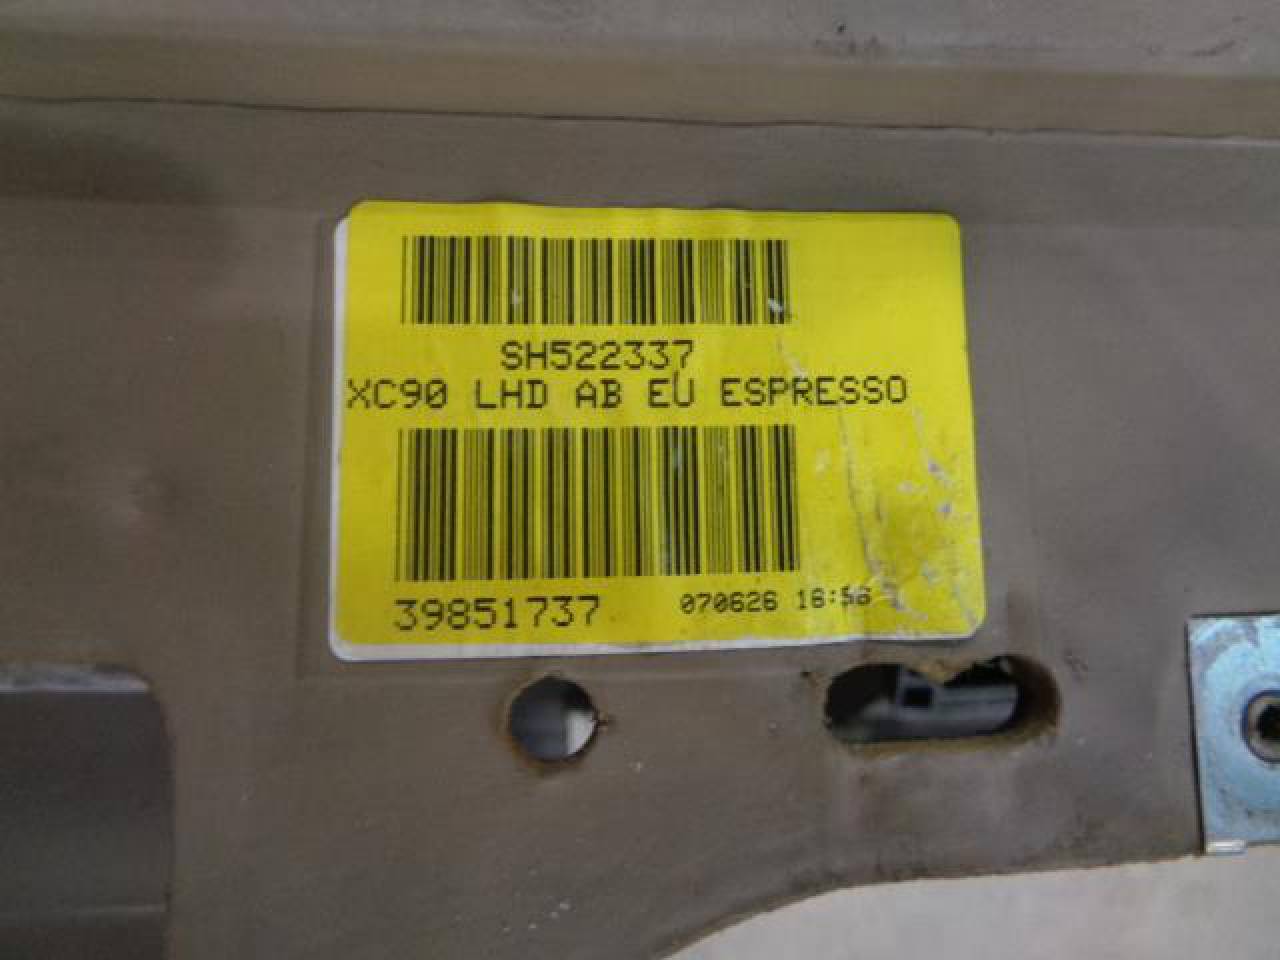 SH522337
XC90 LHD AB EU ESPRESSO
39851737
070626 16:56